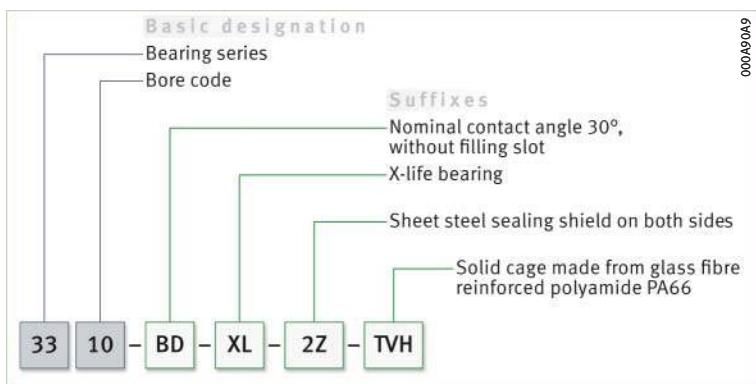 Basic designation
Bearing series
Bore code
Suffixes
Nominal contact angle 30°,
without filling slot
X-life bearing
Sheet steel sealing shield on both sides
Solid cage made from glass fibre
reinforced polyamide PA66
33 10 – BD – XL – 2Z – TVH
000A90A9